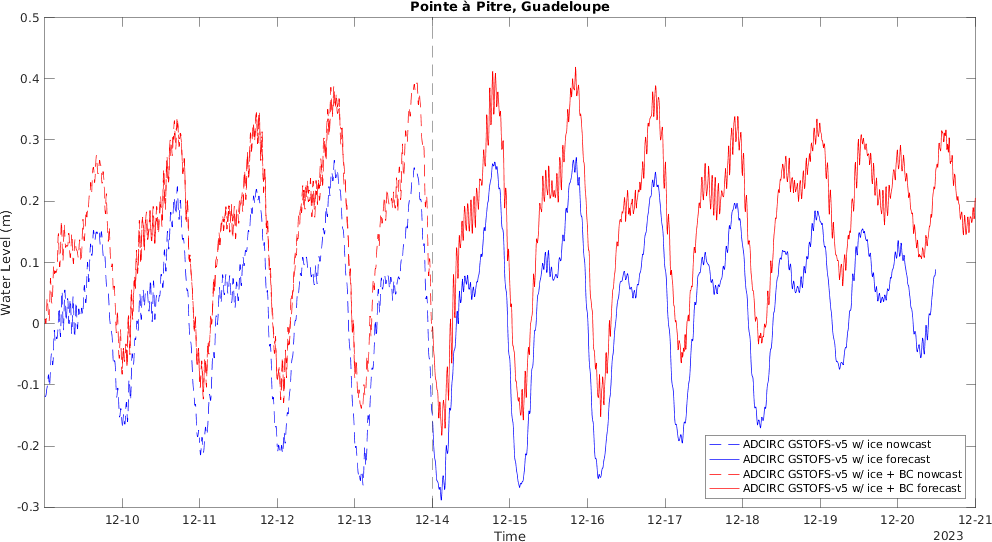 Pointe à Pitre, Guadeloupe
0.5
0.4
0.3
0.2
0.1
0
-0.1
-0.2
-0.3
Water Level (m)
ADCIRC GSTOFS-v5 w/ ice nowcast
ADCIRC GSTOFS-v5 w/ ice forecast
ADCIRC GSTOFS-v5 w/ ice + BC nowcast
ADCIRC GSTOFS-v5 w/ ice + BC forecast
12-10 12-11 12-12 12-13 12-14 12-15 12-16 12-17 12-18 12-19 12-20 12-21
Time
2023